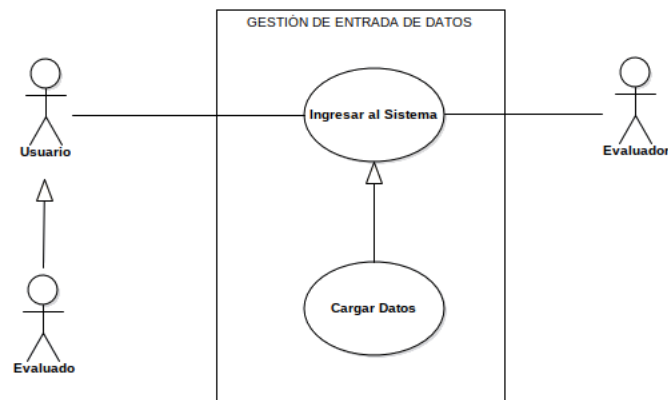 GESTIÓN DE ENTRADA DE DATOS
Ingresar al Sistema
Usuario
Evaluador
Cargar Datos
Evaluado